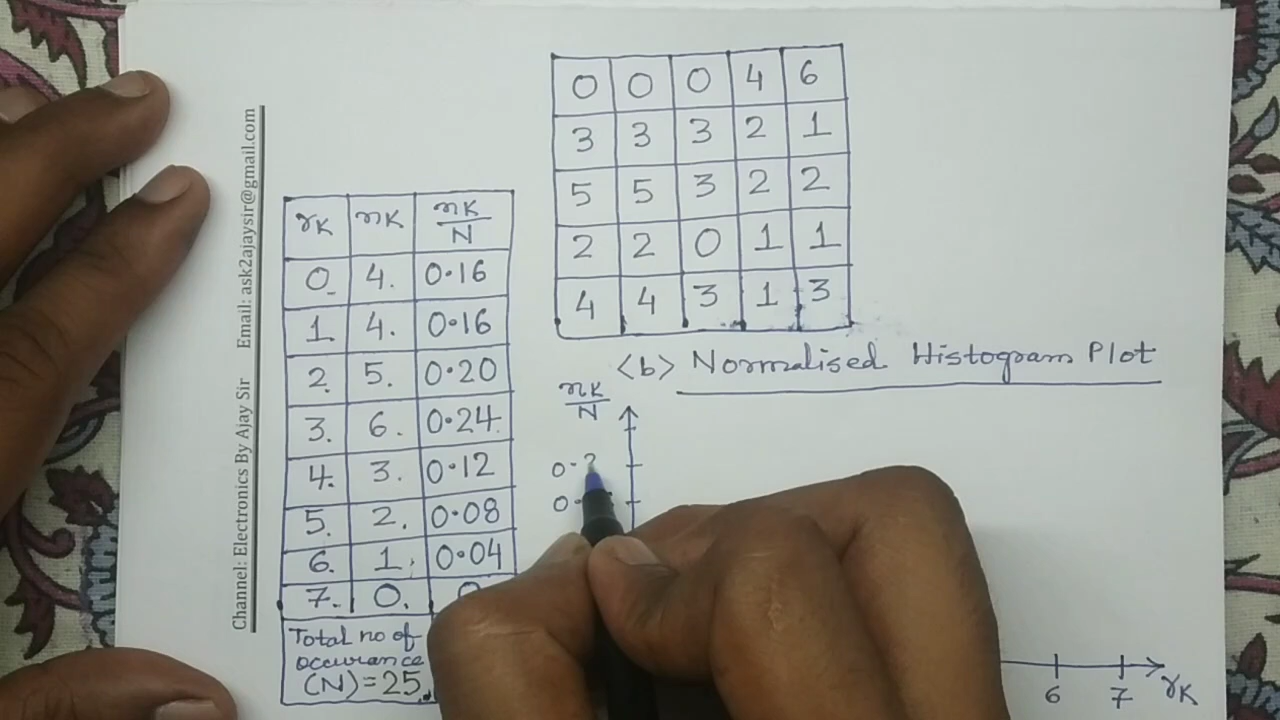 Channel: Electronics By Ajay Sir Email: ask2ajaysir@gmail.com
0 0 0 4 6
3 3 3 2 1
5 5 3 2 2
2 2 0 1 1
4 4 3 1 3
rK nK nK/N
0 4. 0.16
1 4. 0.16
2. 5. 0.20
3. 6. 0.24
4. 3. 0.12
5. 2. 0.08
6. 1. 0.04
7. 0.
Total no of
occurance
(N)=25.
<b> Normalised Histogram Plot
nK/N
6 7 rK